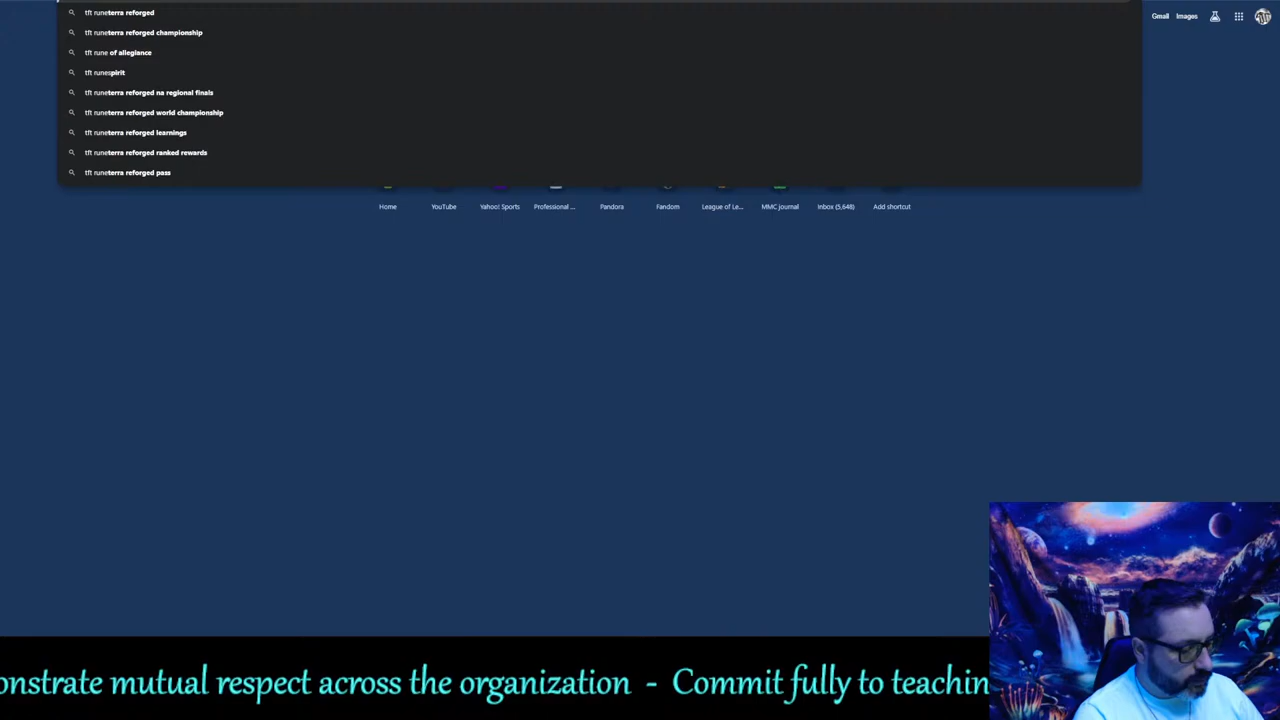 tft runeterra reforged
Gmail Images
tft runeterra reforged championship
tft rune of allegiance
tft runespirit
tft runeterra reforged na regional finals
tft runeterra reforged world championship
tft runeterra reforged learnings
tft runeterra reforged ranked rewards
tft runeterra reforged pass
Home YouTube Yahoo! Sports Professional ... Pandora Fandom League of Le... MMC journal Inbox (5,648) Add shortcut
onstrate mutual respect across the organization - Commit fully to teachin